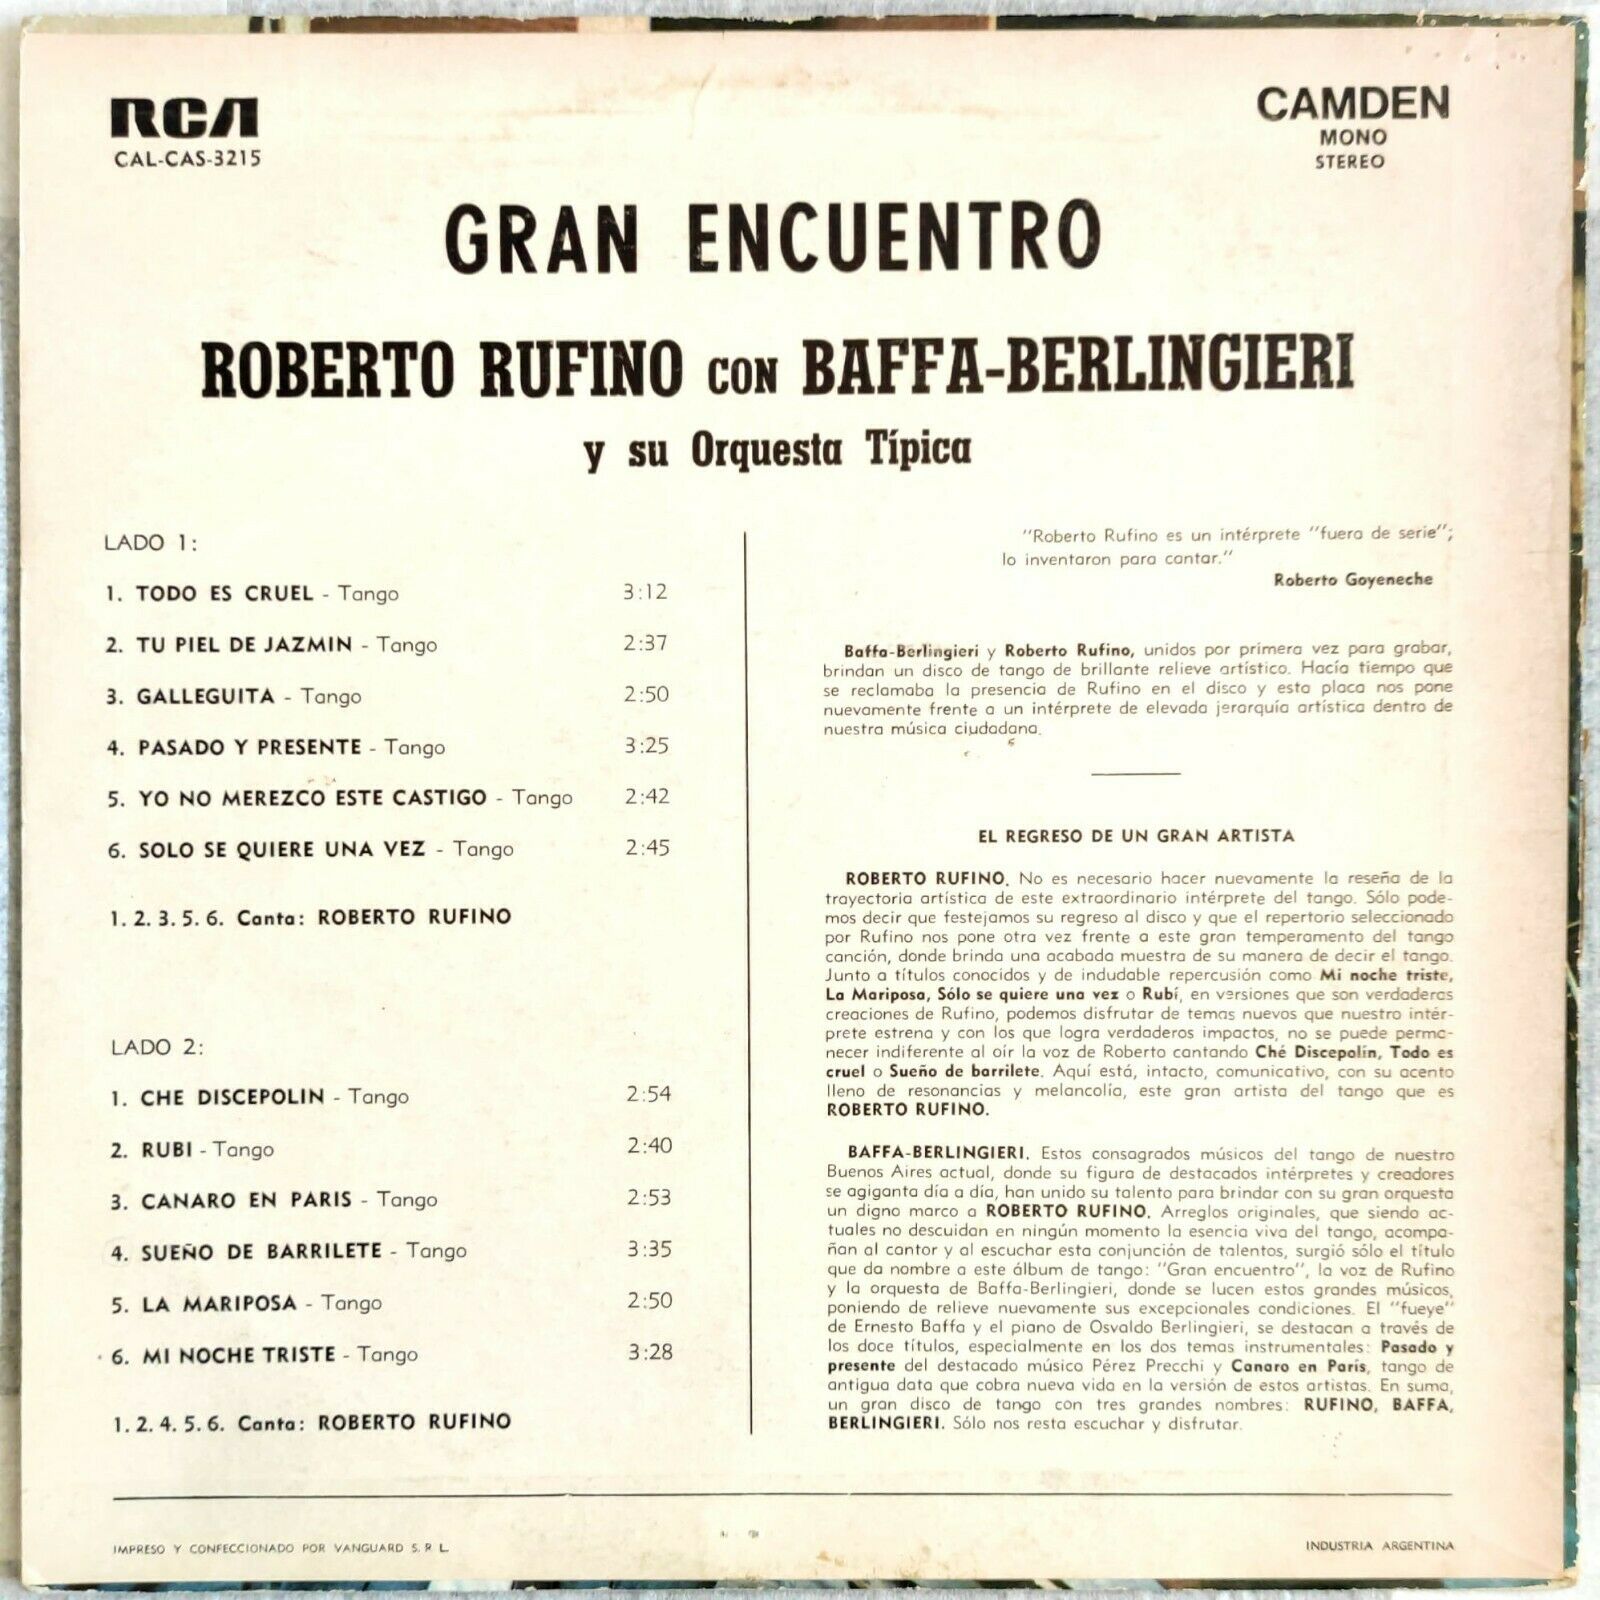 RCA
CAL-CAS-3215
CAMDEN
MONO
STEREO
GRAN ENCUENTRO
ROBERTO RUFINO CON BAFFA-BERLINGIERI
y su Orquesta Típica
LADO 1:
1. TODO ES CRUEL - Tango 3:12
2. TU PIEL DE JAZMIN - Tango 2:37
3. GALLEGUITA - Tango 2:50
4. PASADO Y PRESENTE - Tango 3:25
5. YO NO MEREZCO ESTE CASTIGO - Tango 2:42
6. SOLO SE QUIERE UNA VEZ - Tango 2:45
1. 2. 3. 5. 6. Canta: ROBERTO RUFINO
LADO 2:
1. CHE DISCEPOLIN - Tango 2:54
2. RUBI - Tango 2:40
3. CANARO EN PARIS - Tango 2:53
4. SUEÑO DE BARRILETE - Tango 3:35
5. LA MARIPOSA - Tango 2:50
6. MI NOCHE TRISTE - Tango 3:28
1. 2. 4. 5. 6. Canta: ROBERTO RUFINO
"Roberto Rufino es un intérprete "fuera de serie";
lo inventaron para cantar."
Roberto Goyeneche
Baffa-Berlingieri y Roberto Rufino, unidos por primera vez para grabar,
brindan un disco de tango de brillante relieve artístico. Hacía tiempo que
se reclamaba la presencia de Rufino en el disco y esta placa nos pone
nuevamente frente a un intérprete de elevada jerarquía artística dentro de
nuestra música ciudadana.
EL REGRESO DE UN GRAN ARTISTA
ROBERTO RUFINO. No es necesario hacer nuevamente la reseña de la
trayectoria artística de este extraordinario intérprete del tango. Sólo pode-
mos decir que festejamos su regreso al disco y que el repertorio seleccionado
por Rufino nos pone otra vez frente a este gran temperamento del tango
canción, donde brinda una acabada muestra de su manera de decir el tango.
Junto a títulos conocidos y de indudable repercusión como Mi noche triste,
La Mariposa, Sólo se quiere una vez o Rubí, en versiones que son verdaderas
creaciones de Rufino, podemos disfrutar de temas nuevos que nuestro intér-
prete estrena y con los que logra verdaderos impactos, no se puede perma-
necer indiferente al oír la voz de Roberto cantando Ché Discepolín, Todo es
cruel o Sueño de barrilete. Aquí está, intacto, comunicativo, con su acento
lleno de resonancias y melancolía, este gran artista del tango que es
ROBERTO RUFINO.
BAFFA-BERLINGIERI. Estos consagrados músicos del tango de nuestro
Buenos Aires actual, donde su figura de destacados intérpretes y creadores
se agiganta día a día, han unido su talento para brindar con su gran orquesta
un digno marco a ROBERTO RUFINO. Arreglos originales, que siendo ac-
tuales no descuidan en ningún momento la esencia viva del tango, acompa-
ñan al cantor y al escuchar esta conjunción de talentos, surgió sólo el título
que da nombre a este álbum de tango: "Gran encuentro", la voz de Rufino
y la orquesta de Baffa-Berlingieri, donde se lucen estos grandes músicos,
poniendo de relieve nuevamente sus excepcionales condiciones. El "fueye"
de Ernesto Baffa y el piano de Osvaldo Berlingieri, se destacan a través de
los doce títulos, especialmente en los dos temas instrumentales: Pasado y
presente del destacado músico Pérez Precchi y Canaro en París, tango de
antigua data que cobra nueva vida en la versión de estos artistas. En suma,
un gran disco de tango con tres grandes nombres: RUFINO, BAFFA,
BERLINGIERI. Sólo nos resta escuchar y disfrutar.
IMPRESO Y CONFECCIONADO POR VANGUARD S. R. L.
INDUSTRIA ARGENTINA